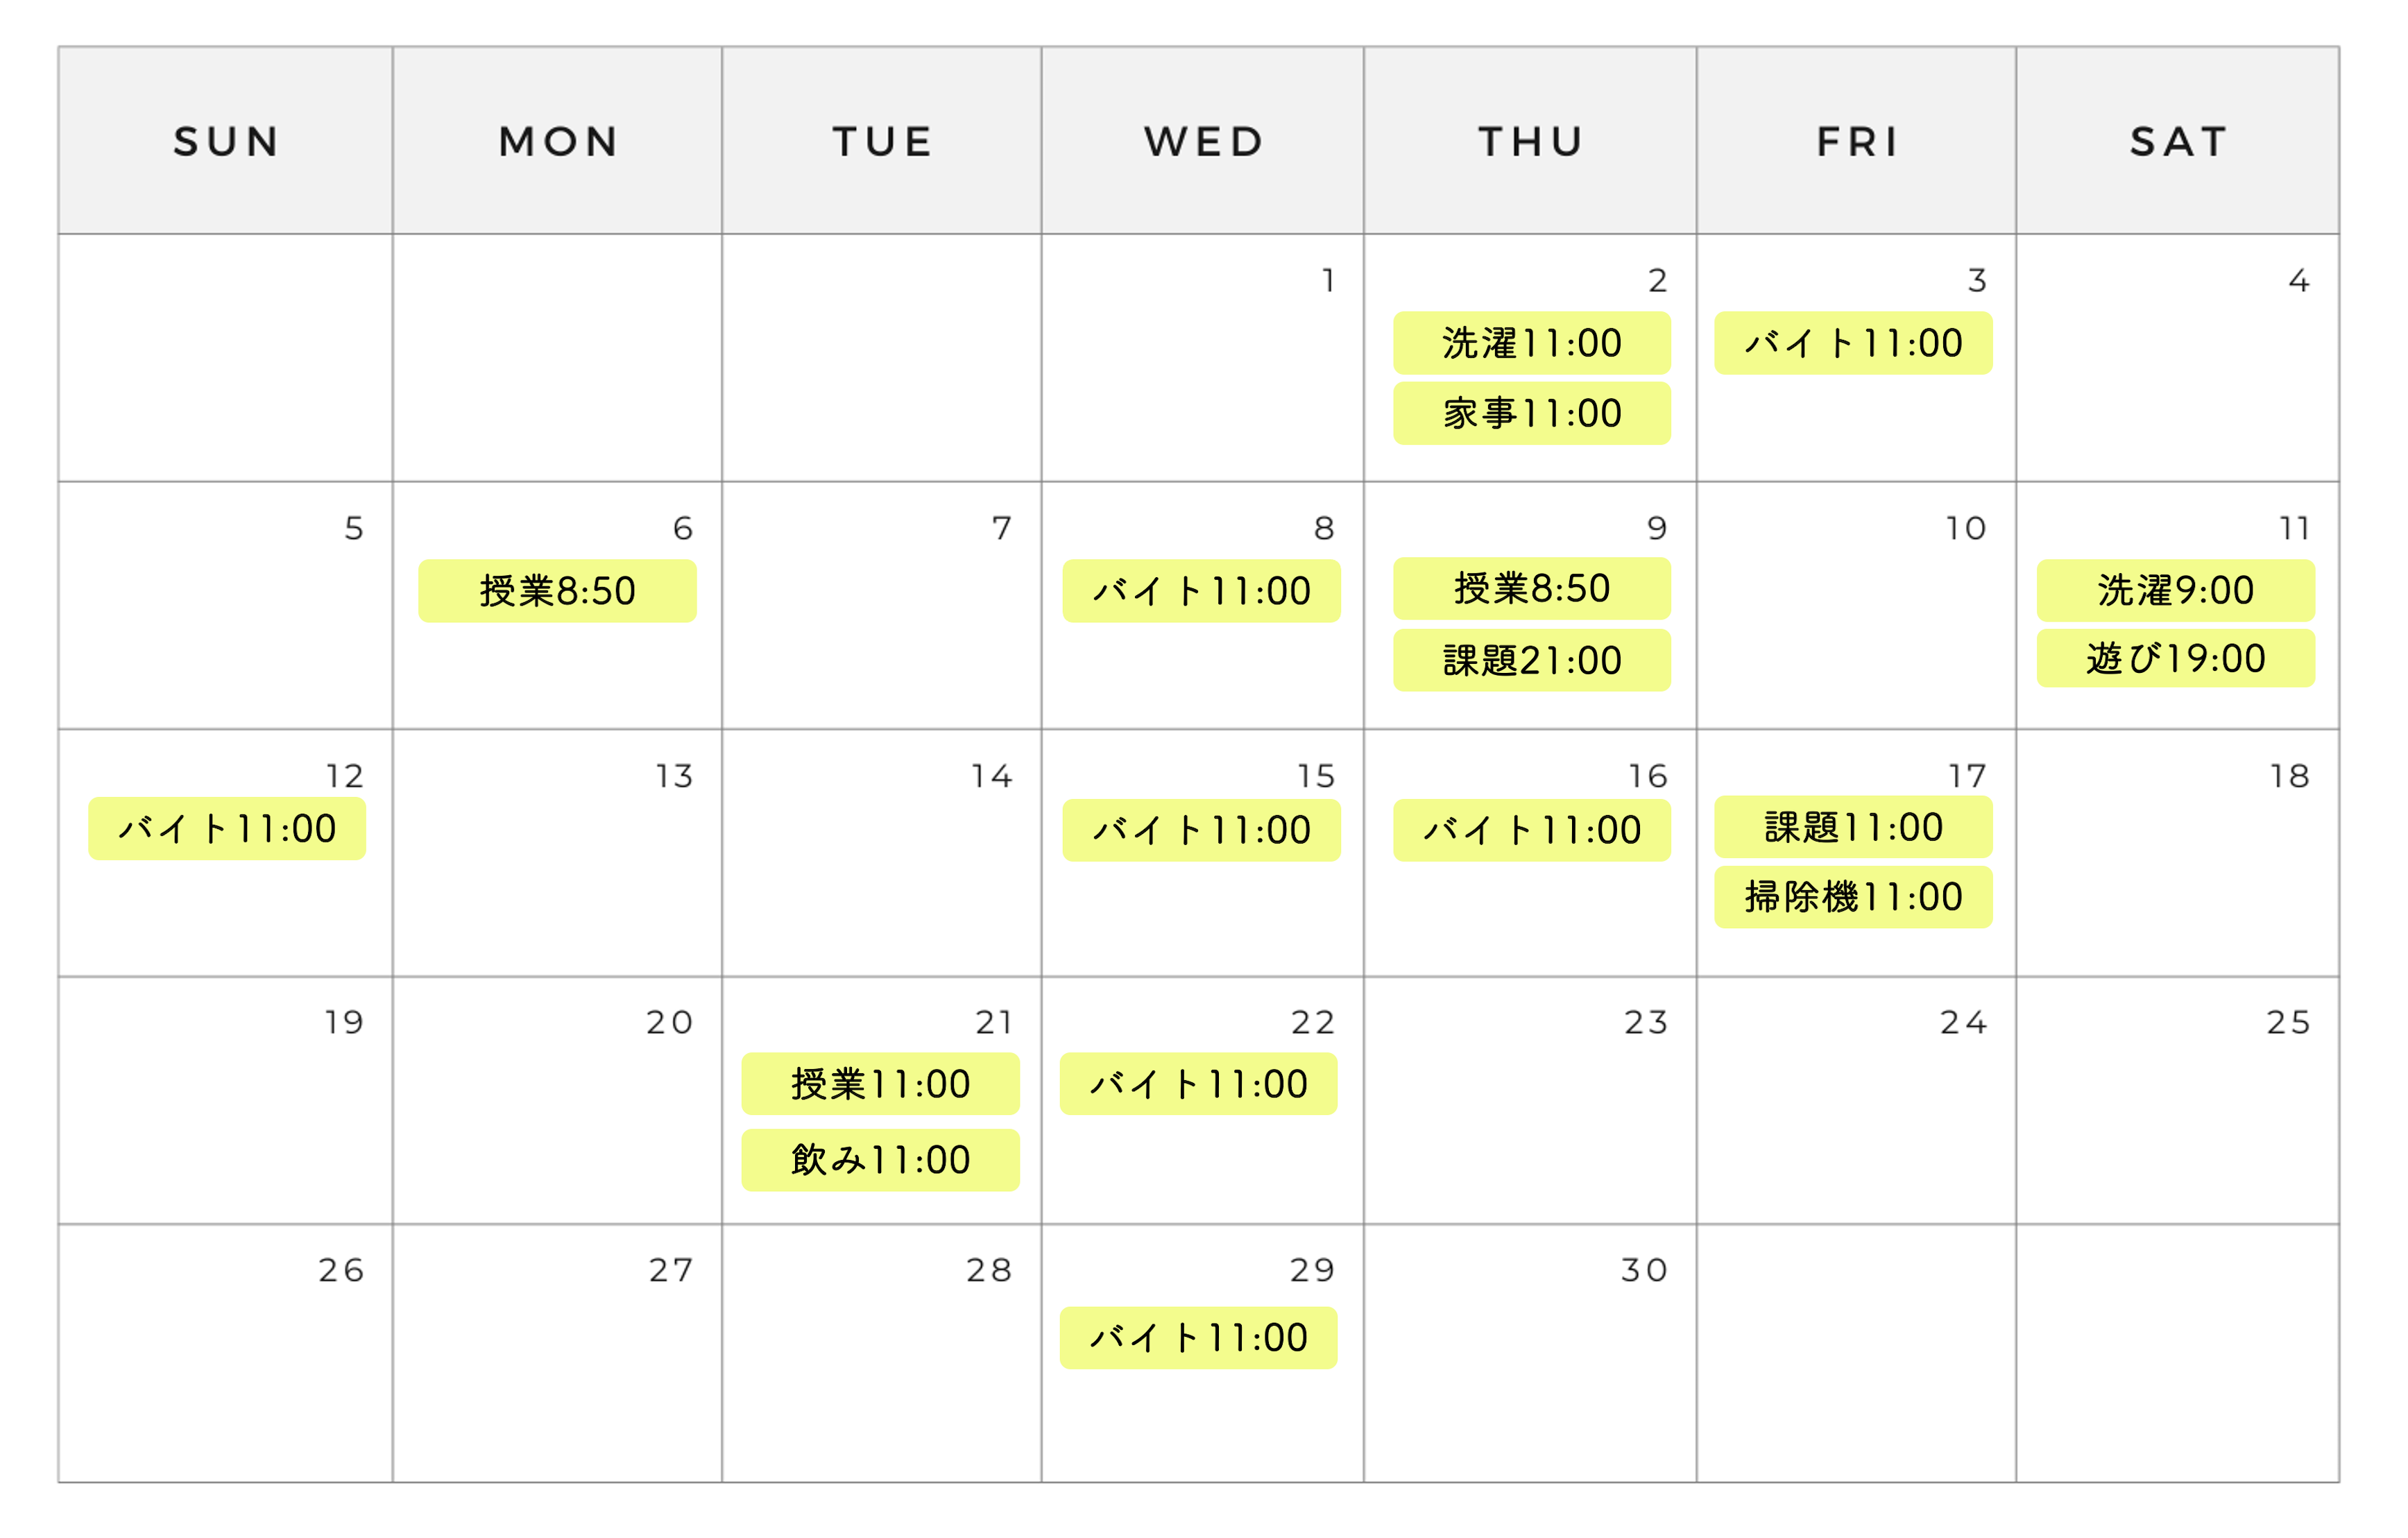 SUN MON TUE WED THU FRI SAT
1 2 3 4
洗濯11:00 バイト11:00
家事11:00
5 6 7 8 9 10 11
授業8:50 バイト11:00 授業8:50 洗濯9:00
課題21:00 遊び19:00
12 13 14 15 16 17 18
バイト11:00 バイト11:00 バイト11:00 課題11:00
掃除機11:00
19 20 21 22 23 24 25
授業11:00 バイト11:00
飲み11:00
26 27 28 29 30
バイト11:00